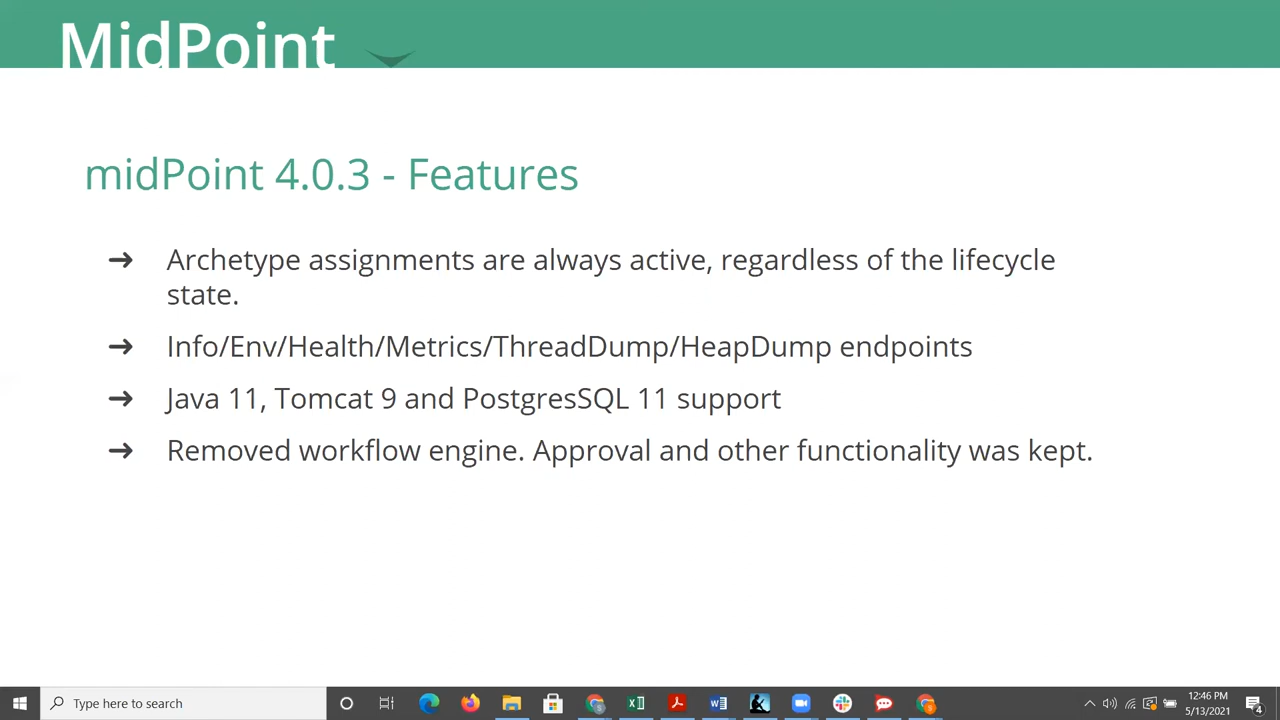 MidPoint
midPoint 4.0.3 - Features
➔ Archetype assignments are always active, regardless of the lifecycle
state.
➔ Info/Env/Health/Metrics/ThreadDump/HeapDump endpoints
➔ Java 11, Tomcat 9 and PostgresSQL 11 support
➔ Removed workflow engine. Approval and other functionality was kept.
Type here to search
12:46 PM
5/13/2021
4